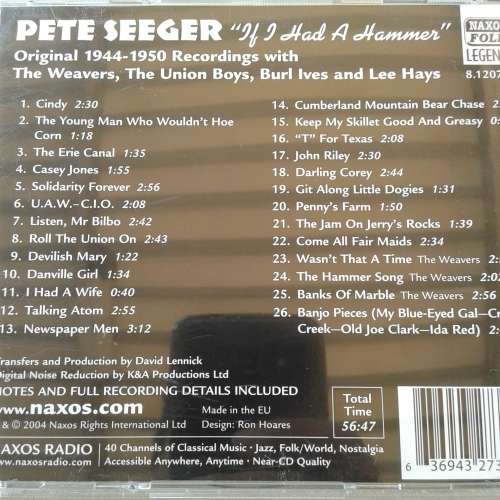 PETE SEEGER "If I Had A Hammer"
Original 1944-1950 Recordings with
The Weavers, The Union Boys, Burl Ives and Lee Hays
NAXOS
FOLK
LEGEN
8.1207
1. Cindy 2:30
2. The Young Man Who Wouldn't Hoe
Corn 1:18
3. The Erie Canal 1:35
4. Casey Jones 1:55
5. Solidarity Forever 2:56
6. U.A.W.–C.I.O. 2:08
7. Listen, Mr Bilbo 2:42
8. Roll The Union On 2:43
9. Devilish Mary 1:22
10. Danville Girl 1:34
11. I Had A Wife 0:40
12. Talking Atom 2:55
13. Newspaper Men 3:12
14. Cumberland Mountain Bear Chase 2
15. Keep My Skillet Good And Greasy 0:
16. "T" For Texas 2:08
17. John Riley 2:30
18. Darling Corey 2:44
19. Git Along Little Dogies 1:31
20. Penny's Farm 1:50
21. The Jam On Jerry's Rocks 1:39
22. Come All Fair Maids 2:34
23. Wasn't That A Time The Weavers 2:
24. The Hammer Song The Weavers 2:02
25. Banks Of Marble The Weavers 2:56
26. Banjo Pieces (My Blue-Eyed Gal—Cr
Creek—Old Joe Clark—Ida Red) 2:
Transfers and Production by David Lennick
Digital Noise Reduction by K&A Productions Ltd
NOTES AND FULL RECORDING DETAILS INCLUDED
www.naxos.com
Made in the EU
℗ & © 2004 Naxos Rights International Ltd
Design: Ron Hoares
Total
Time
56:47
NAXOS RADIO
www.naxosradio.com
40 Channels of Classical Music • Jazz, Folk/World, Nostalgia
Accessible Anywhere, Anytime • Near-CD Quality
6 36943 273